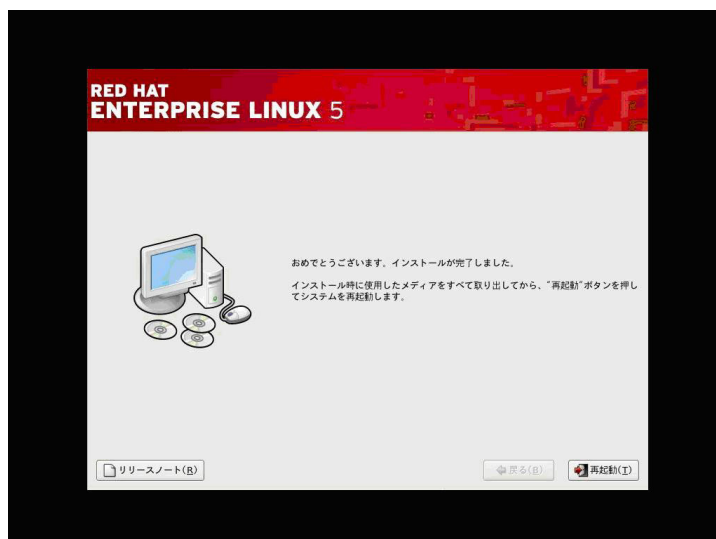 RED HAT
ENTERPRISE LINUX 5
おめでとうございます。インストールが完了しました。
インストール時に使用したメディアをすべて取り出してから、"再起動"ボタンを押し
てシステムを再起動します。
リリースノート(R)
戻る(B)
再起動(T)